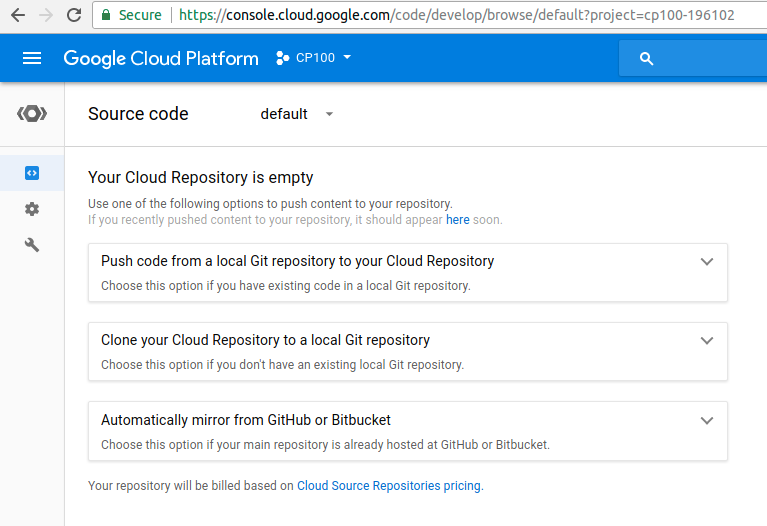 Secure https://console.cloud.google.com/code/develop/browse/default?project=cp100-196102
Google Cloud Platform CP100
Source code default
Your Cloud Repository is empty
Use one of the following options to push content to your repository.
If you recently pushed content to your repository, it should appear here soon.
Push code from a local Git repository to your Cloud Repository
Choose this option if you have existing code in a local Git repository.
Clone your Cloud Repository to a local Git repository
Choose this option if you don't have an existing local Git repository.
Automatically mirror from GitHub or Bitbucket
Choose this option if your main repository is already hosted at GitHub or Bitbucket.
Your repository will be billed based on Cloud Source Repositories pricing.